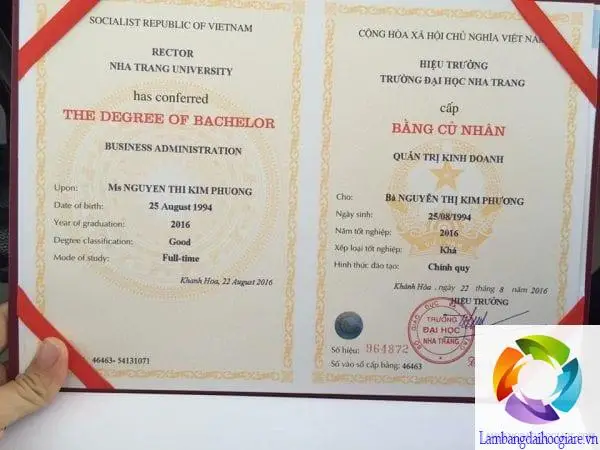 SOCIALIST REPUBLIC OF VIETNAM
RECTOR
NHA TRANG UNIVERSITY
has conferred
THE DEGREE OF BACHELOR
BUSINESS ADMINISTRATION
Upon: Ms NGUYEN THI KIM PHUONG
Date of birth: 25 August 1994
Year of graduation: 2016
Degree classification: Good
Mode of study: Full-time
Khanh Hoa, 22 August 2016
46463- 54131071
CỘNG HÒA XÃ HỘI CHỦ NGHĨA VIỆT NAM
HIỆU TRƯỞNG
TRƯỜNG ĐẠI HỌC NHA TRANG
cấp
BẰNG CỬ NHÂN
QUẢN TRỊ KINH DOANH
Cho: Bà NGUYỄN THỊ KIM PHƯƠNG
Ngày sinh: 25/08/1994
Năm tốt nghiệp: 2016
Xếp loại tốt nghiệp: Khá
Hình thức đào tạo: Chính quy
Khánh Hòa , ngày 22 tháng 8 năm 2016
HIỆU TRƯỞNG
TRƯỜNG
ĐẠI HỌC
NHA TRANG
Số hiệu: 964872
Số vào sổ cấp bằng: 46463
Lambangdaihocgiare.vn